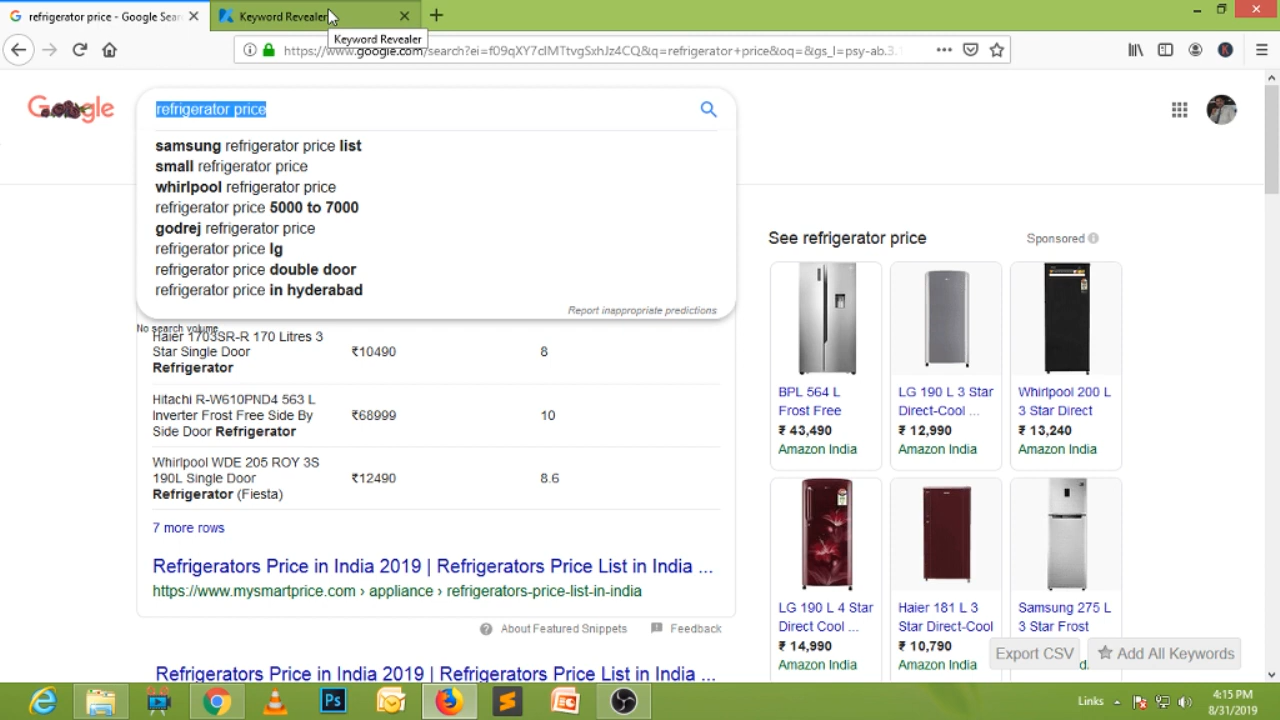 refrigerator price - Google Sear
Keyword Revealer
Keyword Revealer
https://www.google.com/search?ei=f09qXY7cIMTtvgSxhJz4CQ&q=refrigerator+price&oq=&gs_l=psy-ab.3.1
K
Google
refrigerator price
samsung refrigerator price list
small refrigerator price
whirlpool refrigerator price
refrigerator price 5000 to 7000
godrej refrigerator price
refrigerator price lg
refrigerator price double door
refrigerator price in hyderabad
Report inappropriate predictions
No search volume
Haier 1703SR-R 170 Litres 3
Star Single Door
Refrigerator
₹10490
8
Hitachi R-W610PND4 563 L
Inverter Frost Free Side By
Side Door Refrigerator
₹68999
10
Whirlpool WDE 205 ROY 3S
190L Single Door
Refrigerator (Fiesta)
₹12490
8.6
7 more rows
Refrigerators Price in India 2019 | Refrigerators Price List in India ...
https://www.mysmartprice.com › appliance › refrigerators-price-list-in-india
About Featured Snippets
Feedback
Refrigerators Price in India 2019 | Refrigerators Price List in India ...
See refrigerator price
Sponsored
BPL 564 L
Frost Free
₹ 43,490
Amazon India
LG 190 L 3 Star
Direct-Cool ...
₹ 12,990
Amazon India
Whirlpool 200 L
3 Star Direct
₹ 13,240
Amazon India
LG 190 L 4 Star
Direct Cool ...
₹ 14,990
Amazon India
Haier 181 L 3
Star Direct-Cool
₹ 10,790
Amazon India
Samsung 275 L
3 Star Frost
Export CSV
Add All Keywords
Ps
Links
4:15 PM
8/31/2019